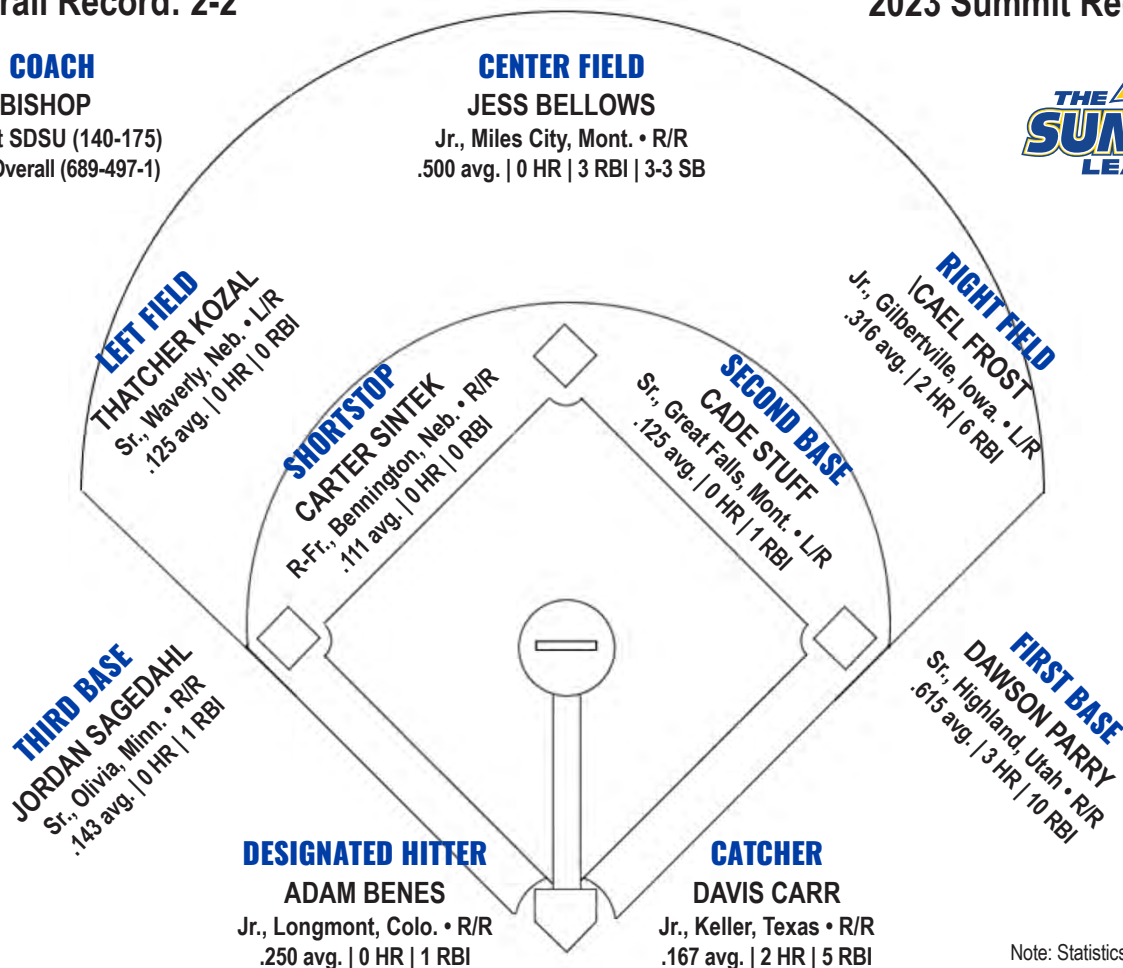 Record: 2-2
2023 Summit
COACH
BISHOP
SDSU (140-175)
Overall (689-497-1)
CENTER FIELD
JESS BELLOWS
Jr., Miles City, Mont. • R/R
.500 avg. | 0 HR | 3 RBI | 3-3 SB
THE
LEFT FIELD
THATCHER KOZAL
Sr., Waverly, Neb. • L/R
.125 avg. | 0 HR | 0 RBI
RIGHT FIELD
|CAEL FROST
Jr., Gilbertville, Iowa. • L/R
.316 avg. | 2 HR | 6 RBI
SHORTSTOP
CARTER SINTEK
R-Fr., Bennington, Neb. • R/R
.111 avg. | 0 HR | 0 RBI
SECOND BASE
CADE STUFF
Sr., Great Falls, Mont. • L/R
.125 avg. | 0 HR | 1 RBI
THIRD BASE
JORDAN SAGEDAHL
Sr., Olivia, Minn. • R/R
.143 avg. | 0 HR | 1 RBI
FIRST BASE
DAWSON PARRY
Sr., Highland, Utah • R/R
.615 avg. | 3 HR | 10 RBI
DESIGNATED HITTER
ADAM BENES
Jr., Longmont, Colo. • R/R
.250 avg. | 0 HR | 1 RBI
CATCHER
DAVIS CARR
Jr., Keller, Texas • R/R
.167 avg. | 2 HR | 5 RBI
Note: Statistics